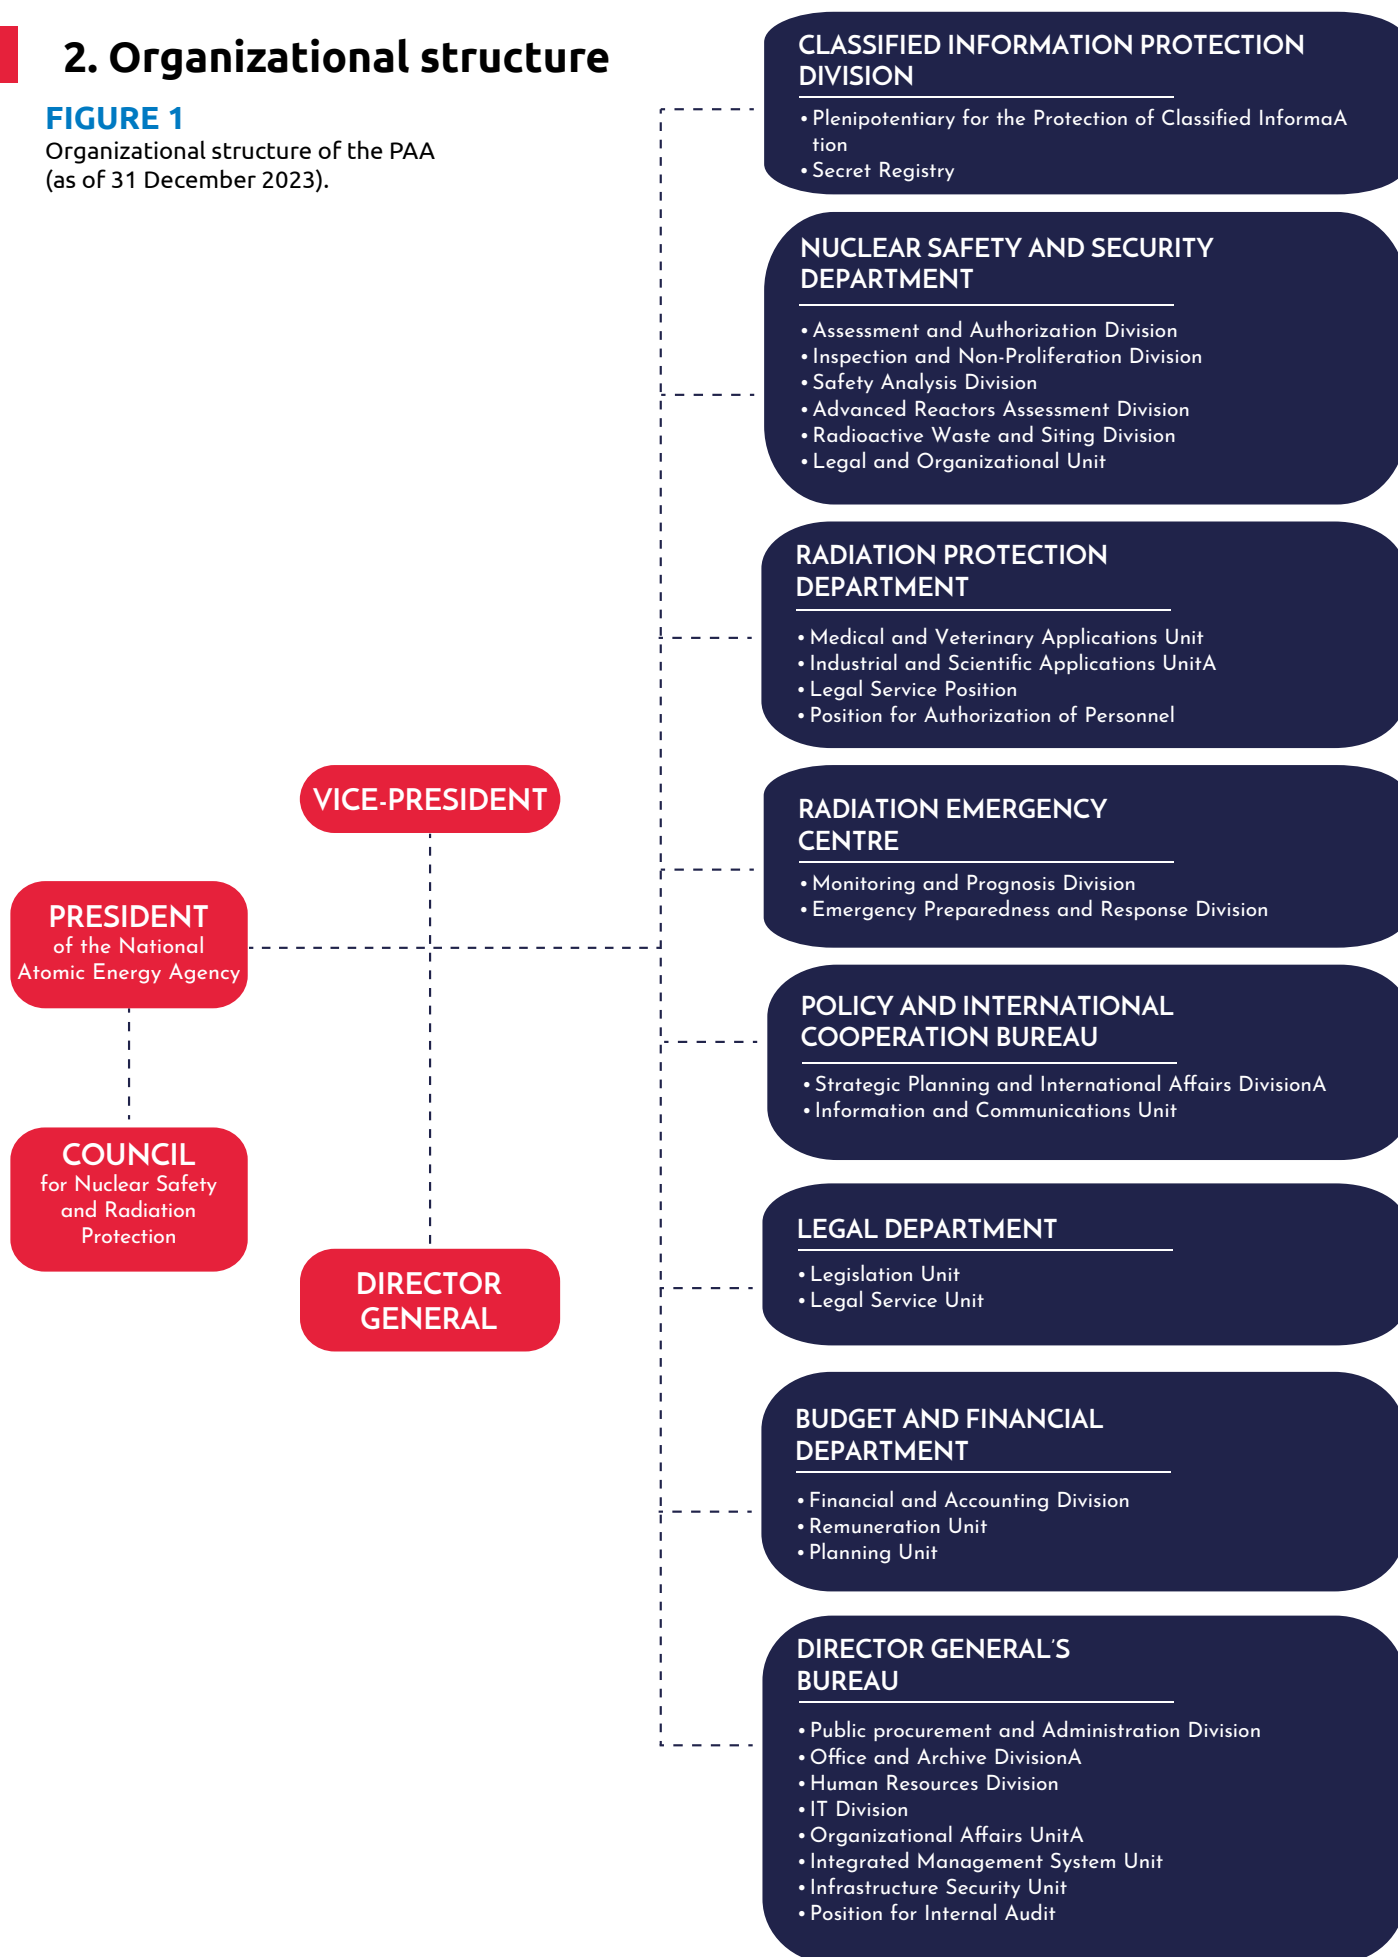 2. Organizational structure
FIGURE 1
Organizational structure of the PAA
(as of 31 December 2023).
PRESIDENT
of the National
Atomic Energy Agency
COUNCIL
for Nuclear Safety
and Radiation
Protection
VICE-PRESIDENT
DIRECTOR
GENERAL
CLASSIFIED INFORMATION PROTECTION
DIVISION
• Plenipotentiary for the Protection of Classified InformaA
tion
• Secret Registry
NUCLEAR SAFETY AND SECURITY
DEPARTMENT
• Assessment and Authorization Division
• Inspection and Non-Proliferation Division
• Safety Analysis Division
• Advanced Reactors Assessment Division
• Radioactive Waste and Siting Division
• Legal and Organizational Unit
RADIATION PROTECTION
DEPARTMENT
• Medical and Veterinary Applications Unit
• Industrial and Scientific Applications UnitA
• Legal Service Position
• Position for Authorization of Personnel
RADIATION EMERGENCY
CENTRE
• Monitoring and Prognosis Division
• Emergency Preparedness and Response Division
POLICY AND INTERNATIONAL
COOPERATION BUREAU
• Strategic Planning and International Affairs DivisionA
• Information and Communications Unit
LEGAL DEPARTMENT
• Legislation Unit
• Legal Service Unit
BUDGET AND FINANCIAL
DEPARTMENT
• Financial and Accounting Division
• Remuneration Unit
• Planning Unit
DIRECTOR GENERAL'S
BUREAU
• Public procurement and Administration Division
• Office and Archive DivisionA
• Human Resources Division
• IT Division
• Organizational Affairs UnitA
• Integrated Management System Unit
• Infrastructure Security Unit
• Position for Internal Audit